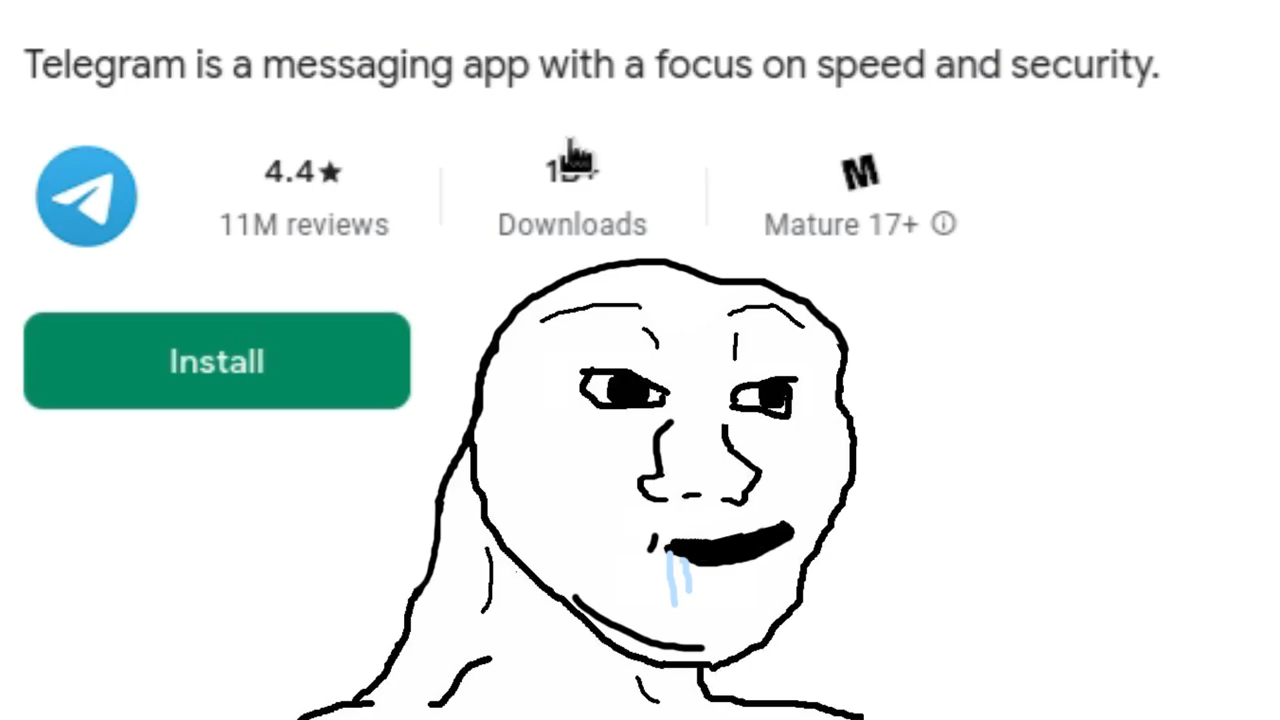 Telegram is a messaging app with a focus on speed and security.
4.4★
11M reviews
Downloads
M
Mature 17+
Install